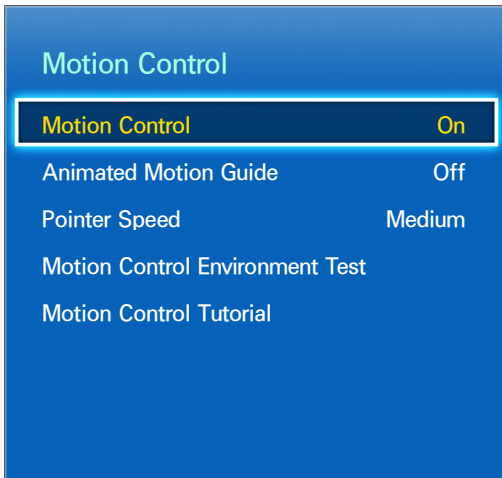 Motion Control
Motion Control On
Animated Motion Guide Off
Pointer Speed Medium
Motion Control Environment Test
Motion Control Tutorial